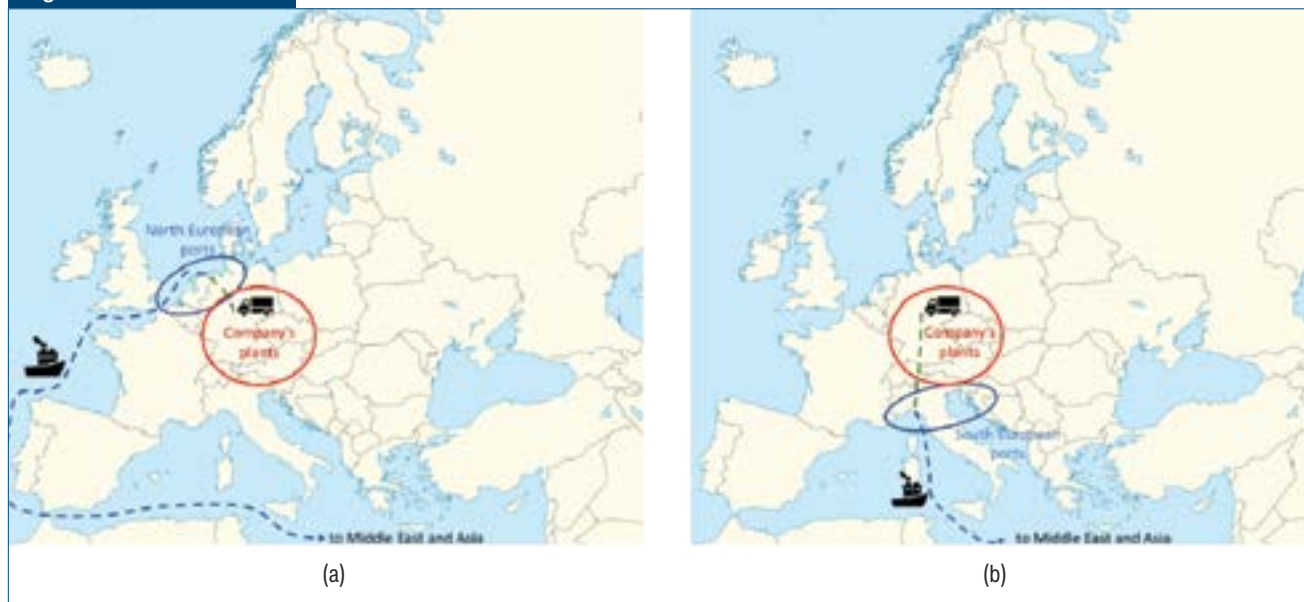 North European
ports
Company's
plants
to Middle East and Asia
(a)
Company's
plants
South European
ports
to Middle East and Asia
(b)